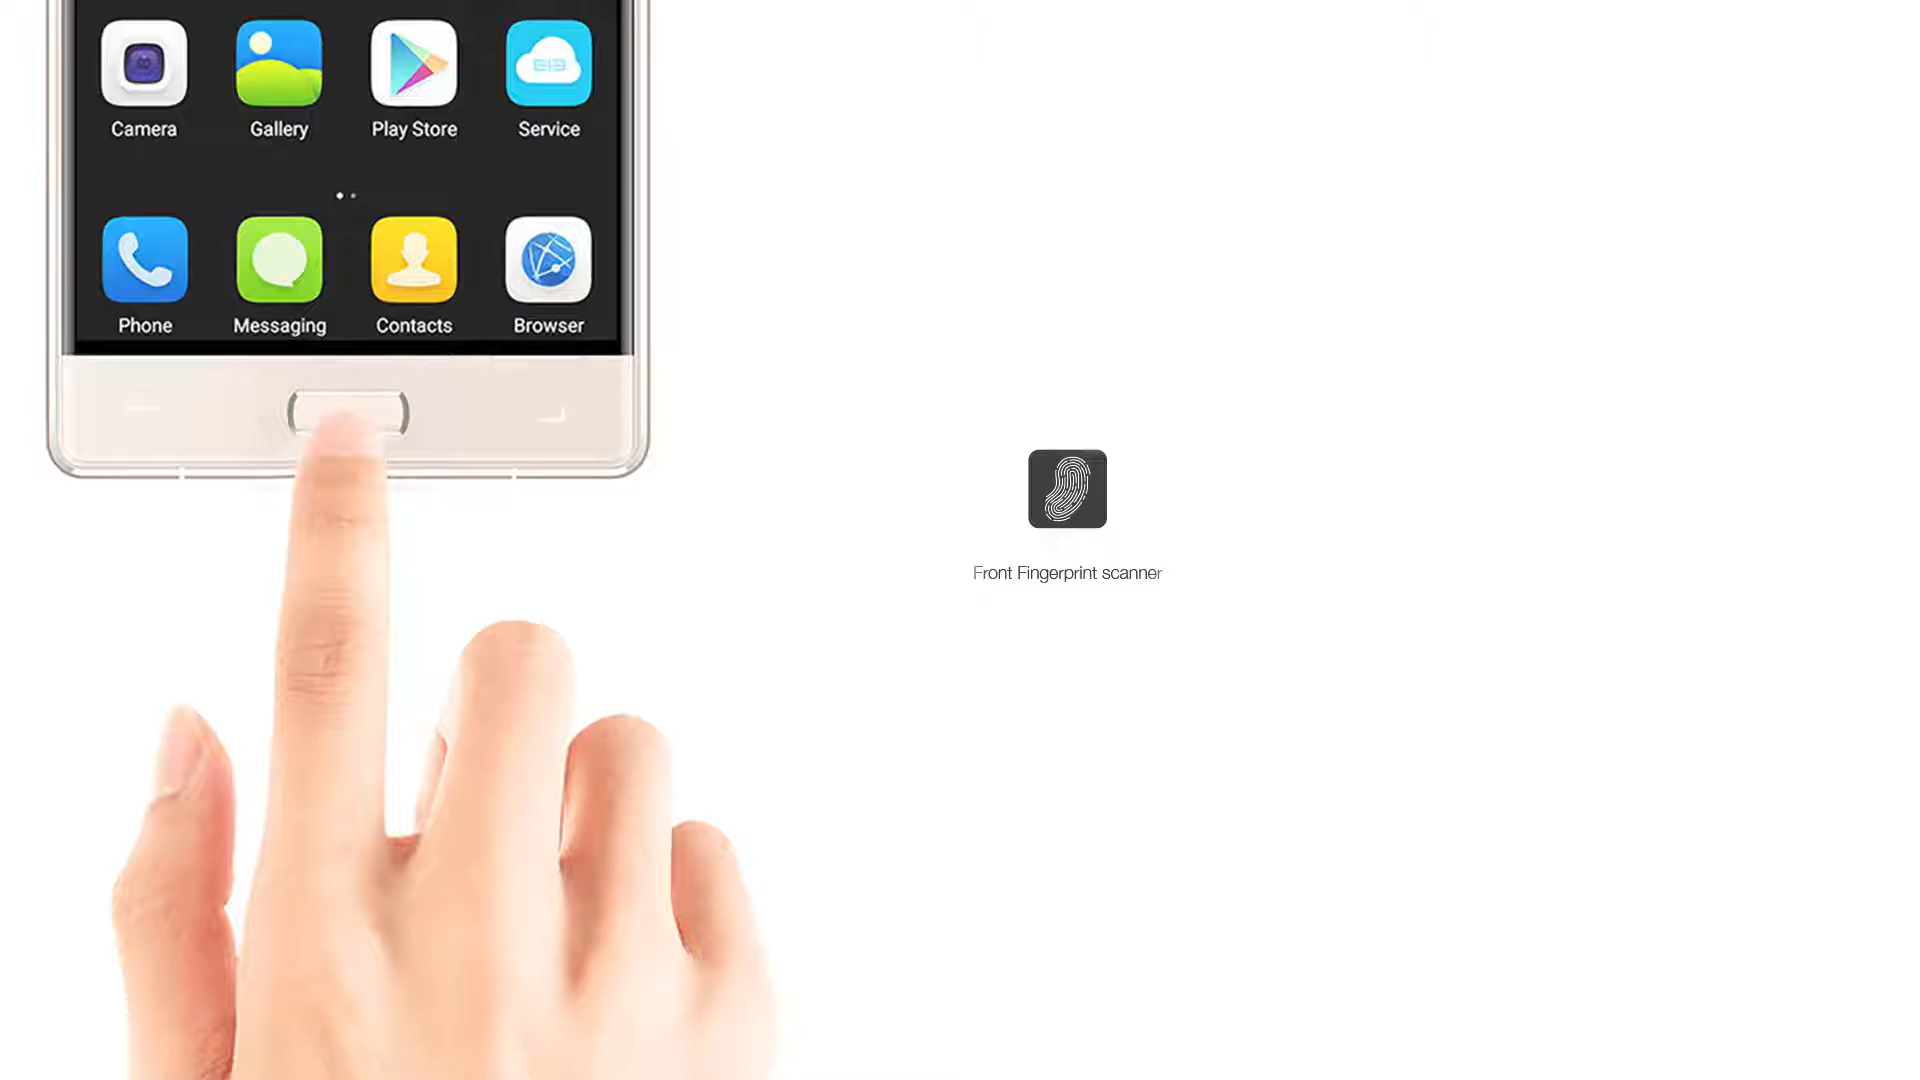 Camera Gallery Play Store Service
Phone Messaging Contacts Browser
Front Fingerprint scanner